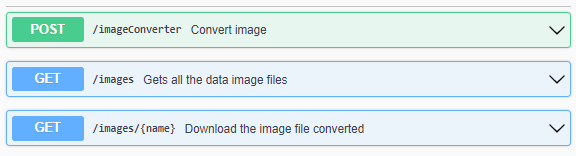 POST /imageConverter Convert image
GET /images Gets all the data image files
GET /images/{name} Download the image file converted